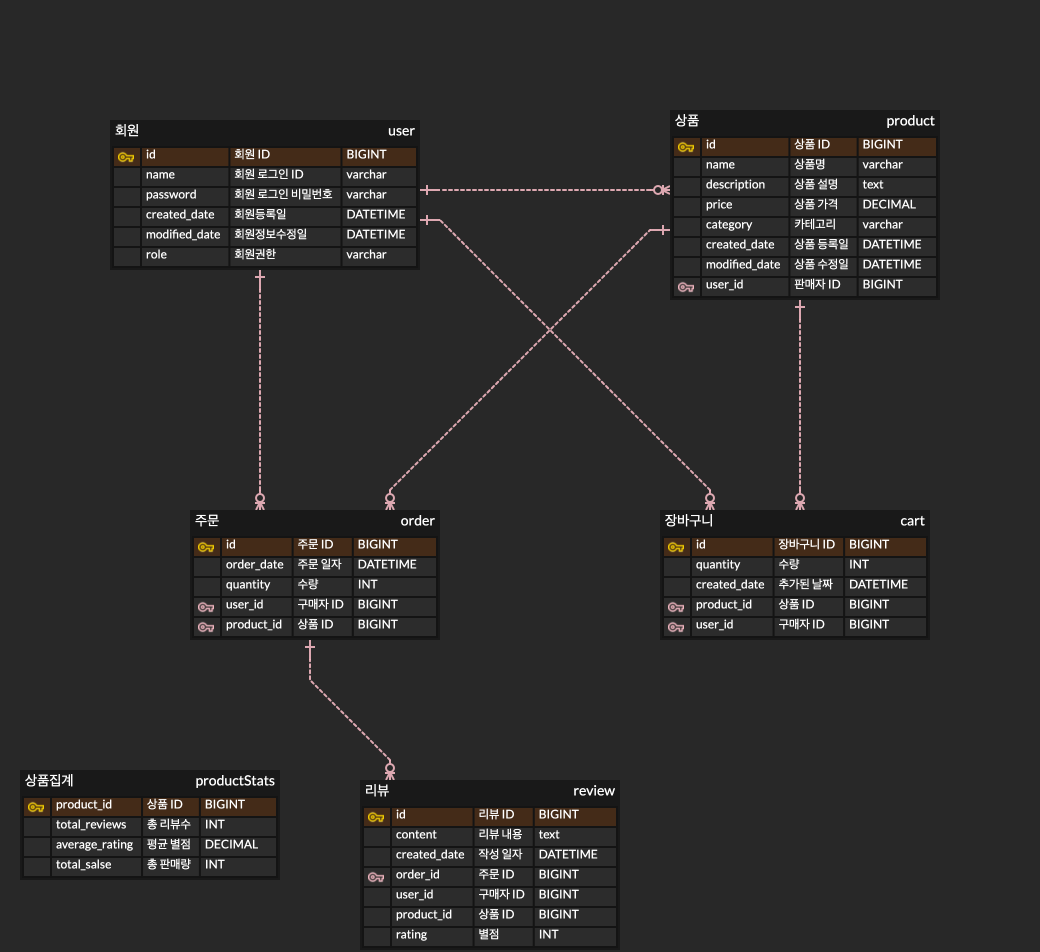 회원 user
id 회원 ID BIGINT
name 회원 로그인 ID varchar
password 회원 로그인 비밀번호 varchar
created_date 회원등록일 DATETIME
modified_date 회원정보수정일 DATETIME
role 회원권한 varchar
상품 product
id 상품 ID BIGINT
name 상품명 varchar
description 상품 설명 text
price 상품 가격 DECIMAL
category 카테고리 varchar
created_date 상품 등록일 DATETIME
modified_date 상품 수정일 DATETIME
user_id 판매자 ID BIGINT
주문 order
id 주문 ID BIGINT
order_date 주문 일자 DATETIME
quantity 수량 INT
user_id 구매자 ID BIGINT
product_id 상품 ID BIGINT
장바구니 cart
id 장바구니 ID BIGINT
quantity 수량 INT
created_date 추가된 날짜 DATETIME
product_id 상품 ID BIGINT
user_id 구매자 ID BIGINT
상품집계 productStats
product_id 상품 ID BIGINT
total_reviews 총 리뷰수 INT
average_rating 평균 별점 DECIMAL
total_salse 총 판매량 INT
리뷰 review
id 리뷰 ID BIGINT
content 리뷰 내용 text
created_date 작성 일자 DATETIME
order_id 주문 ID BIGINT
user_id 구매자 ID BIGINT
product_id 상품 ID BIGINT
rating 별점 INT